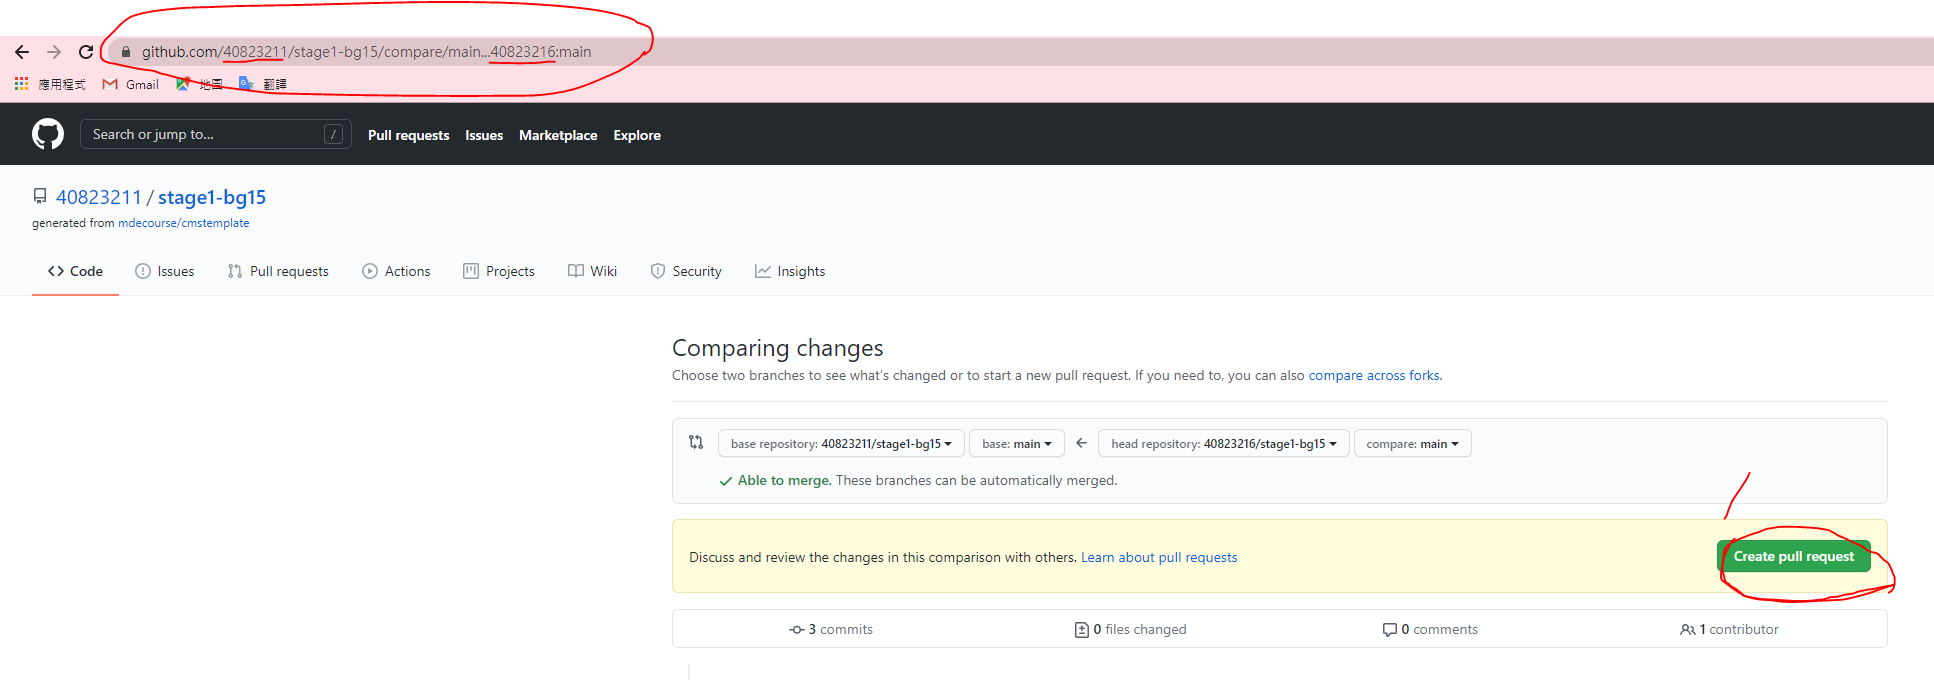 github.com/40823211/stage1-bg15/compare/main...40823216:main
應用程式 Gmail 地圖 翻譯
Search or jump to... / Pull requests Issues Marketplace Explore
40823211 / stage1-bg15
generated from mdecourse/cmstemplate
<> Code Issues Pull requests Actions Projects Wiki Security Insights
Comparing changes
Choose two branches to see what's changed or to start a new pull request. If you need to, you can also compare across forks.
base repository: 40823211/stage1-bg15 base: main head repository: 40823216/stage1-bg15 compare: main
Able to merge. These branches can be automatically merged.
Discuss and review the changes in this comparison with others. Learn about pull requests Create pull request
3 commits 0 files changed 0 comments 1 contributor